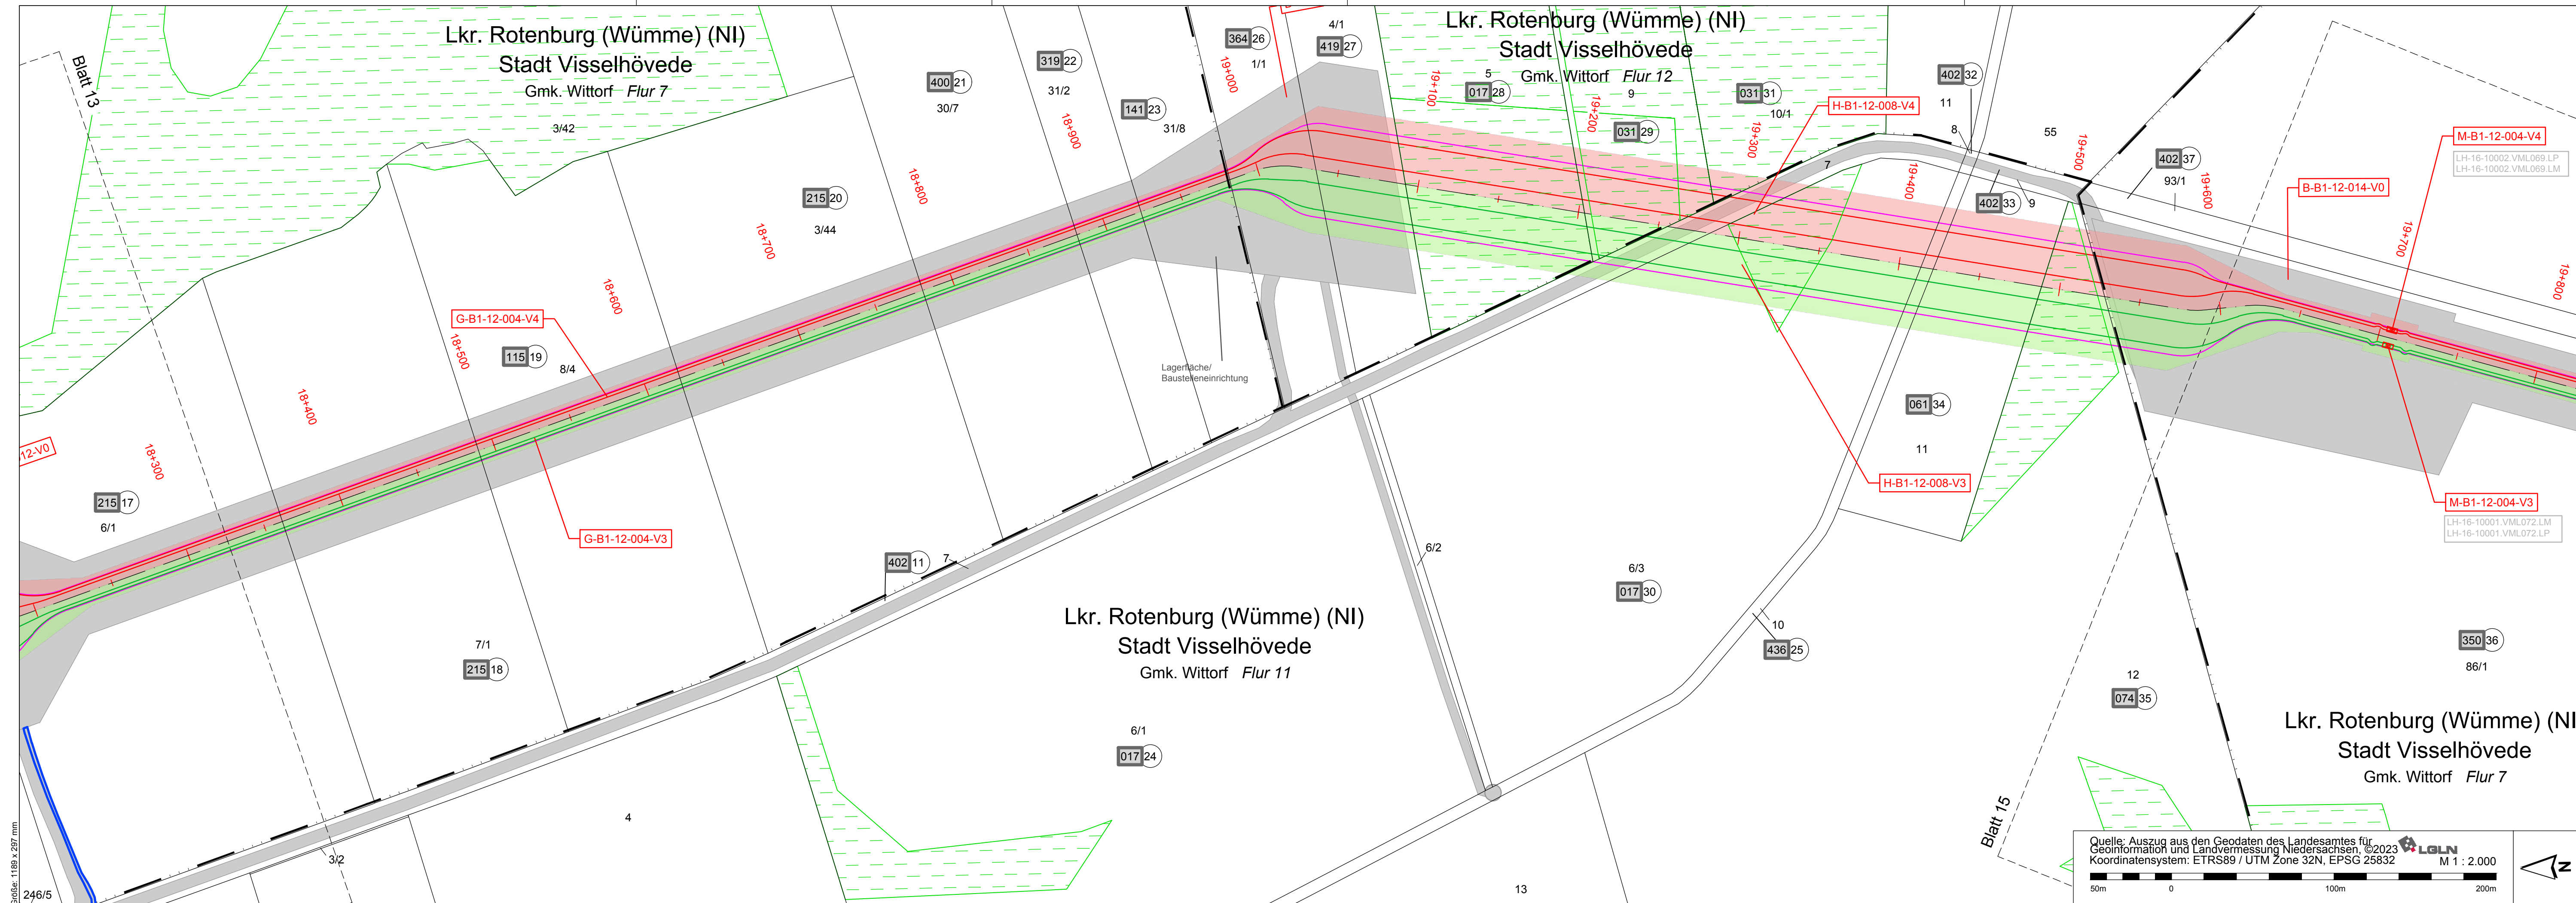 Lkr. Rotenburg (Wümme) (NI)
Stadt Visselhövede
Gmk. Wittorf Flur 7
3/42
Blatt 13
400 21
30/7
319 22
31/2
141 23
31/8
364 26
1/1
4/1
419 27
Lkr. Rotenburg (Wümme) (NI)
Stadt Visselhövede
Gmk. Wittorf Flur 12
5
017 28
9
031 29
031 31
10/1
H-B1-12-008-V4
402 32
11
8
55
7
402 33
9
402 37
93/1
M-B1-12-004-V4
LH-16-10002.VML069.LP
LH-16-10002.VML069.LM
B-B1-12-014-V0
18+300
18+400
18+500
18+600
18+700
18+800
18+900
19+000
19+100
19+200
19+300
19+400
19+500
19+600
19+700
19+800
215 20
3/44
G-B1-12-004-V4
115 19
8/4
12-V0
215 17
6/1
G-B1-12-004-V3
Lagerfläche/
Baustelleneinrichtung
061 34
11
H-B1-12-008-V3
M-B1-12-004-V3
LH-16-10001.VML072.LM
LH-16-10001.VML072.LP
402 11
7
6/2
6/3
017 30
10
436 25
7/1
215 18
Lkr. Rotenburg (Wümme) (NI)
Stadt Visselhövede
Gmk. Wittorf Flur 11
6/1
017 24
350 36
86/1
12
074 35
Lkr. Rotenburg (Wümme) (NI
Stadt Visselhövede
Gmk. Wittorf Flur 7
Blatt 15
4
3/2
13
246/5
Größe: 1189 x 297 mm
Quelle: Auszug aus den Geodaten des Landesamtes für
Geoinformation und Landvermessung Niedersachsen, ©2023
LGLN
Koordinatensystem: ETRS89 / UTM Zone 32N, EPSG 25832
M 1 : 2.000
50m 0 100m 200m
N